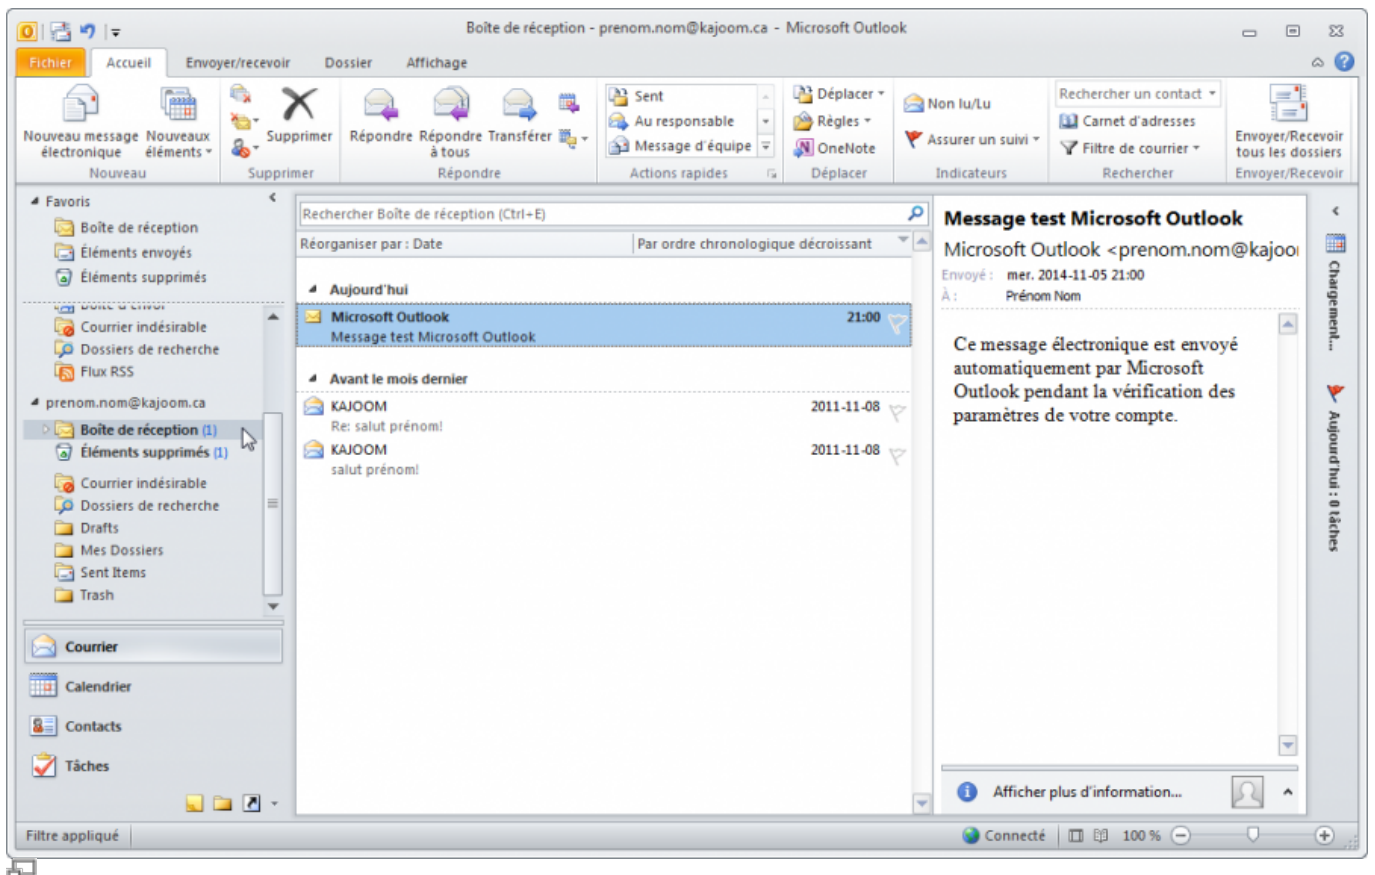 Boîte de réception - prenom.nom@kajoom.ca - Microsoft Outlook
Fichier Accueil Envoyer/recevoir Dossier Affichage
Nouveau message électronique
Nouveaux éléments
Nouveau
Supprimer
Supprimer
Répondre
Répondre à tous
Transférer
Répondre
Sent
Au responsable
Message d'équipe
Actions rapides
Déplacer
Règles
OneNote
Déplacer
Non lu/Lu
Assurer un suivi
Indicateurs
Rechercher un contact
Carnet d'adresses
Filtre de courrier
Rechercher
Envoyer/Recevoir
tous les dossiers
Envoyer/Recevoir
Favoris
Boîte de réception
Éléments envoyés
Éléments supprimés
Courrier indésirable
Dossiers de recherche
Flux RSS
prenom.nom@kajoom.ca
Boîte de réception (1)
Éléments supprimés (1)
Courrier indésirable
Dossiers de recherche
Drafts
Mes Dossiers
Sent Items
Trash
Courrier
Calendrier
Contacts
Tâches
Rechercher Boîte de réception (Ctrl+E)
Réorganiser par : Date Par ordre chronologique décroissant
Aujourd'hui
Microsoft Outlook 21:00
Message test Microsoft Outlook
Avant le mois dernier
KAJOOM 2011-11-08
Re: salut prénom!
KAJOOM 2011-11-08
salut prénom!
Message test Microsoft Outlook
Microsoft Outlook <prenom.nom@kajoo
Envoyé : mer. 2014-11-05 21:00
À : Prénom Nom
Ce message électronique est envoyé
automatiquement par Microsoft
Outlook pendant la vérification des
paramètres de votre compte.
Afficher plus d'information...
Chargement...
Aujourd'hui : 0 tâches
Filtre appliqué
Connecté 100 %